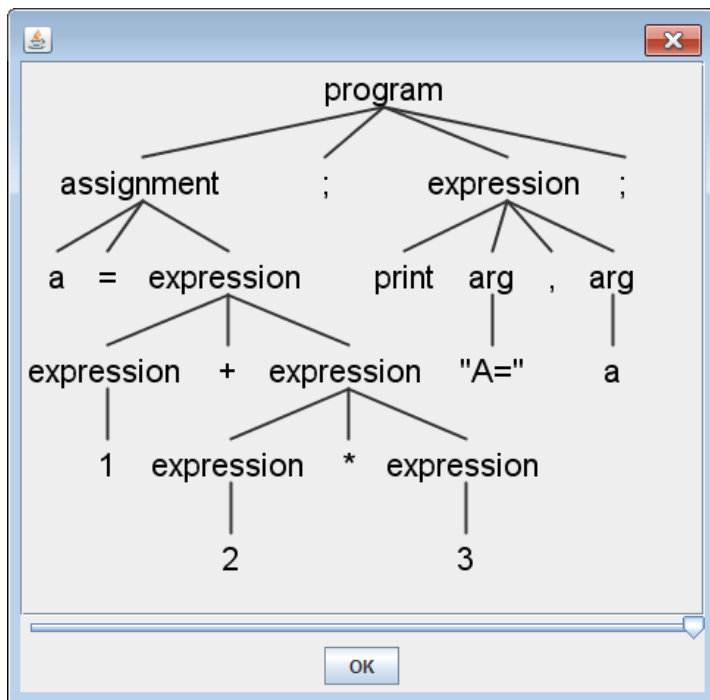 program
assignment ; expression ;
a = expression print arg , arg
expression + expression "A=" a
1 expression * expression
2 3
OK